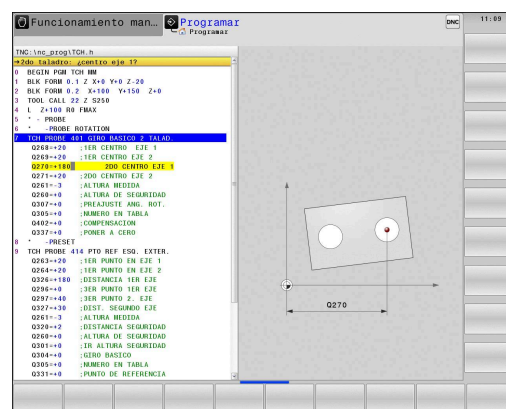 Funcionamiento man...
Programar
Programar
DNC
11:09
TNC:\nc_prog\TCH.h
→2do taladro: ¿centro eje 1?
0 BEGIN PGM TCH MM
1 BLK FORM 0.1 Z X+0 Y+0 Z-20
2 BLK FORM 0.2 X+100 Y+150 Z+0
3 TOOL CALL 22 Z S250
4 L Z+100 R0 FMAX
5 * - PROBE
6 * -PROBE ROTATION
7 TCH PROBE 401 GIRO BASICO 2 TALAD.
Q268=+20 ;1ER CENTRO EJE 1
Q269=+20 ;1ER CENTRO EJE 2
Q270=+180 2DO CENTRO EJE 1
Q271=+20 ;2DO CENTRO EJE 2
Q261=-3 ;ALTURA MEDIDA
Q260=+0 ;ALTURA DE SEGURIDAD
Q307=+0 ;PREAJUSTE ANG. ROT.
Q305=+0 ;NUMERO EN TABLA
Q402=+0 ;COMPENSACION
Q337=+0 ;PONER A CERO
8 * -PRESET
9 TCH PROBE 414 PTO REF ESQ. EXTER.
Q263=+20 ;1ER PUNTO EN EJE 1
Q264=+20 ;1ER PUNTO EN EJE 2
Q326=+180 ;DISTANCIA 1ER EJE
Q296=+0 ;3ER PUNTO 1ER EJE
Q297=+40 ;3ER PUNTO 2. EJE
Q327=+30 ;DIST. SEGUNDO EJE
Q261=-3 ;ALTURA MEDIDA
Q320=+2 ;DISTANCIA SEGURIDAD
Q260=+0 ;ALTURA DE SEGURIDAD
Q301=+0 ;IR ALTURA SEGURIDAD
Q304=+0 ;GIRO BASICO
Q305=+0 ;NUMERO EN TABLA
Q331=+0 ;PUNTO DE REFERENCIA
Q270